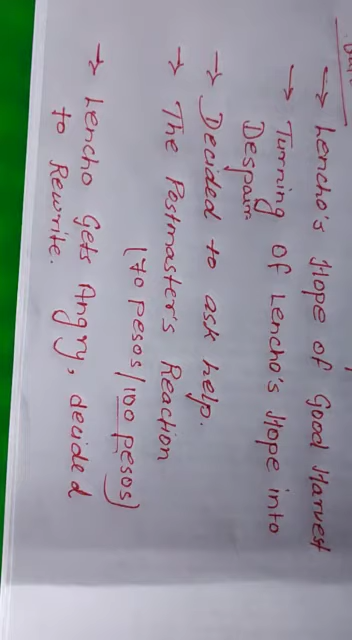 → Lencho's Hope of Good Harvest
→ Turning of Lencho's Hope into
Despair
→ Decided to ask help.
→ The Postmaster's Reaction
(70 pesos/100 pesos)
→ Lencho Gets Angry, decided
to Rewrite.